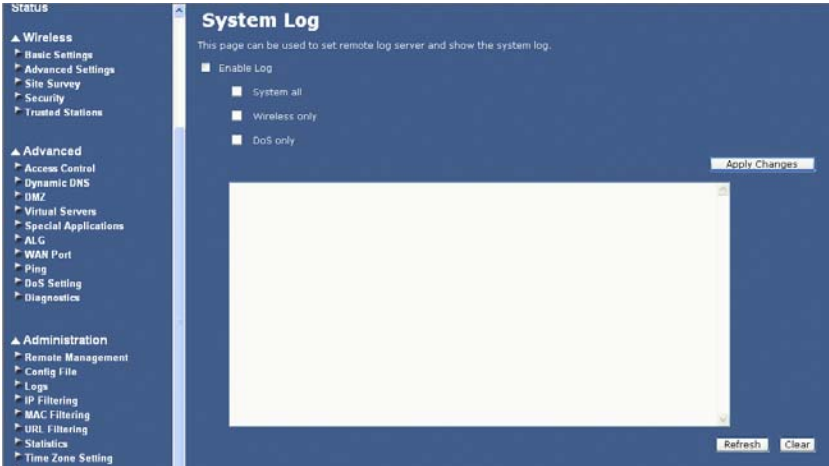 Status
Wireless
Basic Settings
Advanced Settings
Site Survey
Security
Trusted Stations
Advanced
Access Control
Dynamic DNS
DMZ
Virtual Servers
Special Applications
ALG
WAN Port
Ping
DoS Setting
Diagnostics
Administration
Remote Management
Config File
Logs
IP Filtering
MAC Filtering
URL Filtering
Statistics
Time Zone Setting
System Log
This page can be used to set remote log server and show the system log.
Enable Log
System all
Wireless only
DoS only
Apply Changes
Refresh Clear